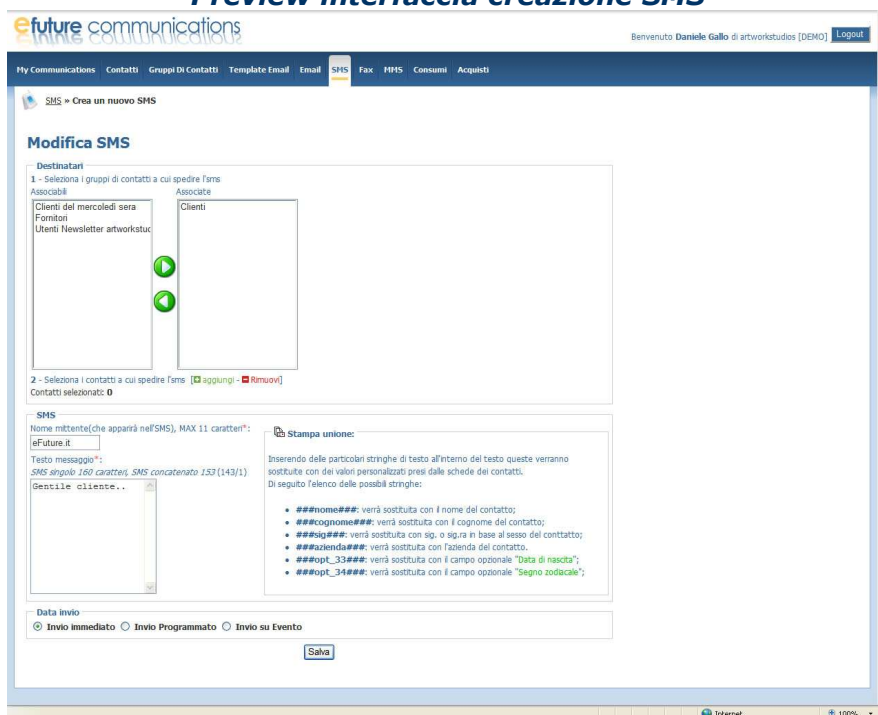 Preview interfaccia creazione SMS
efuture communications
Benvenuto Daniele Gallo di artworkstudios [DEMO] Logout
My Communications Contatti Gruppi Di Contatti Template Email Email SMS Fax MMS Consumi Acquisti
SMS » Crea un nuovo SMS
Modifica SMS
Destinatari
1 - Seleziona i gruppi di contatti a cui spedire l'sms
Associabili Associate
Clienti del mercoledì sera
Fornitori
Utenti Newsletter artworkstuc
Clienti
2 - Seleziona i contatti a cui spedire l'sms [aggiungi - Rimuovi]
Contatti selezionati: 0
SMS
Nome mittente(che apparirà nell'SMS), MAX 11 caratteri*:
eFuture.it
Testo messaggio*:
SMS singolo 160 caratteri, SMS concatenato 153 (143/1)
Gentile cliente..
Stampa unione:
Inserendo delle particolari stringhe di testo all'interno del testo queste verranno
sostituite con dei valori personalizzati presi dalle schede dei contatti.
Di seguito l'elenco delle possibili stringhe:
• ###nome###: verrà sostituita con il nome del contatto;
• ###cognome###: verrà sostituita con il cognome del contatto;
• ###sig###: verrà sostituita con sig. o sig.ra in base al sesso del conttatto;
• ###azienda###: verrà sostituita con l'azienda del contatto.
• ###opt_33###: verrà sostituita con il campo opzionale "Data di nascita";
• ###opt_34###: verrà sostituita con il campo opzionale "Segno zodiacale";
Data invio
Invio immediato Invio Programmato Invio su Evento
Salva
Internet 100%